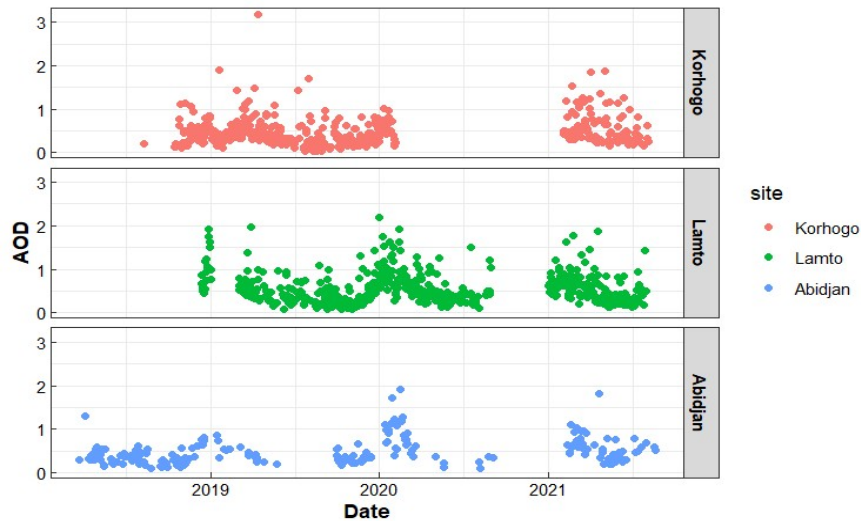 3
2
1
0
Korhogo
3
2
1
0
Lamto
3
2
1
0
Abidjan
AOD
2019
2020
2021
Date
site
Korhogo
Lamto
Abidjan